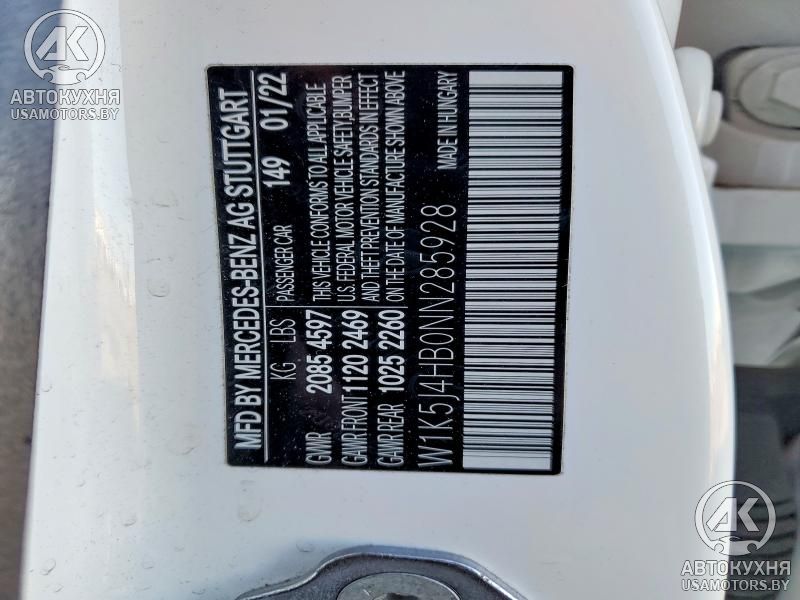 MFD BY MERCEDES-BENZ AG STUTTGART
KG LBS PASSENGER CAR 149 01/22
GVWR 2085 4597 THIS VEHICLE CONFORMS TO ALL APPLICABLE
GAWR FRONT 1120 2469 U.S. FEDERAL MOTOR VEHICLE SAFETY, BUMPER
AND THEFT PREVENTION STANDARDS IN EFFECT
GAWR REAR 1025 2260 ON THE DATE OF MANUFACTURE SHOWN ABOVE
W1K5J4HB0NN285928 MADE IN HUNGARY
АК
АВТОКУХНЯ
USAMOTORS.BY
АК
АВТОКУХНЯ
USAMOTORS.BY